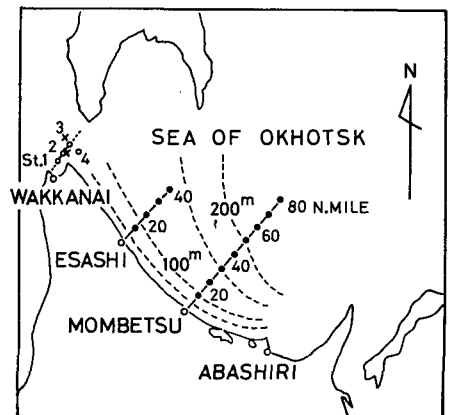 N
SEA OF OKHOTSK
3
2
St.1
4
WAKKANAI
40
200m
80 N.MILE
20
60
ESASHI
100m
40
20
MOMBETSU
ABASHIRI